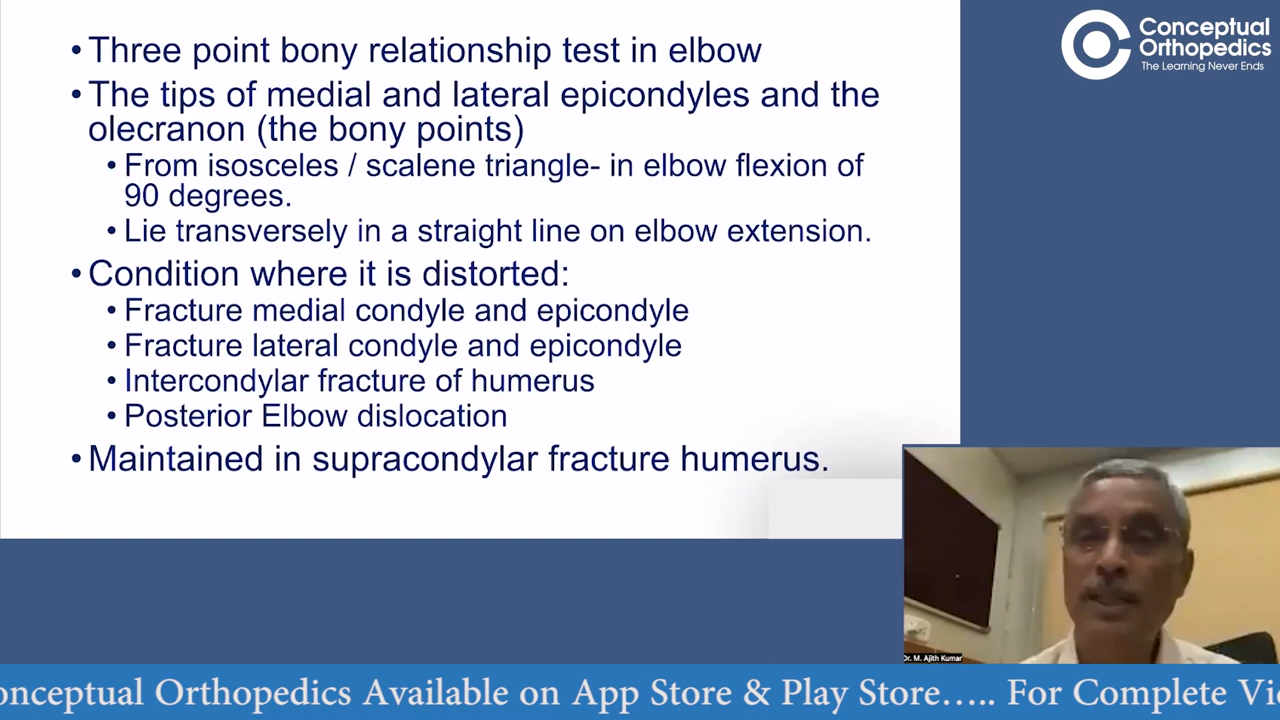 • Three point bony relationship test in elbow
• The tips of medial and lateral epicondyles and the
olecranon (the bony points)
• From isosceles / scalene triangle- in elbow flexion of
90 degrees.
• Lie transversely in a straight line on elbow extension.
• Condition where it is distorted:
• Fracture medial condyle and epicondyle
• Fracture lateral condyle and epicondyle
• Intercondylar fracture of humerus
• Posterior Elbow dislocation
• Maintained in supracondylar fracture humerus.
Conceptual
Orthopedics
The Learning Never Ends
Dr. M. Ajith Kumar
onceptual Orthopedics Available on App Store & Play Store..... For Complete Vi